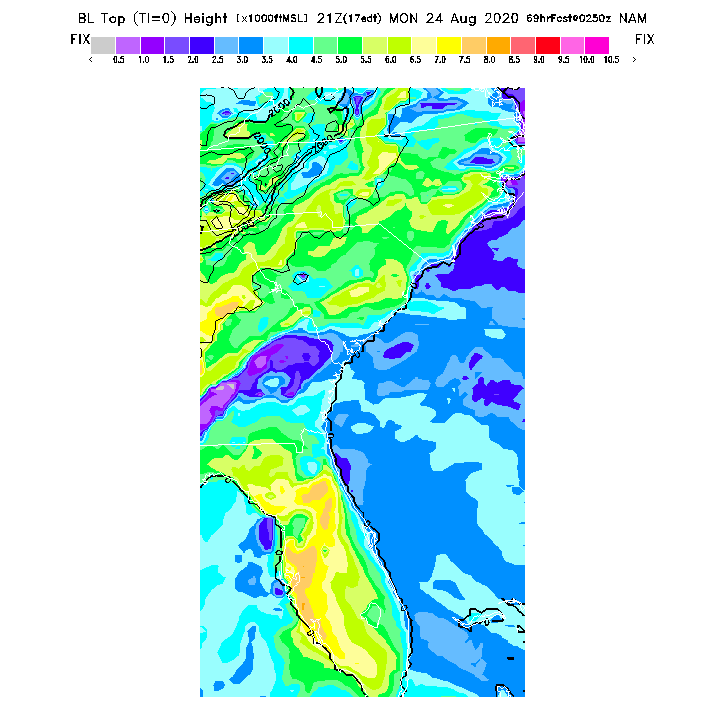 BL Top (TI=0) Height [x1000ftMSL] 21Z(17edt) MON 24 Aug 2020 69hrFcst@0250z NAM
FIX FIX
< 0.5 1.0 1.5 2.0 2.5 3.0 3.5 4.0 4.5 5.0 5.5 6.0 6.5 7.0 7.5 8.0 8.5 9.0 9.5 10.0 10.5 >
2000
2000